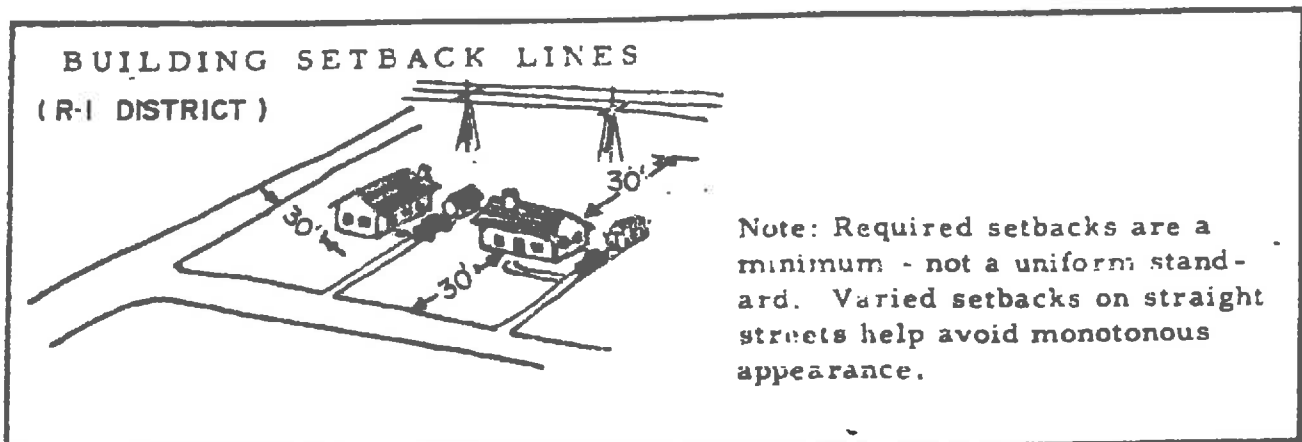 BUILDING SETBACK LINES
(R-1 DISTRICT)
30'
30'
30'
Note: Required setbacks are a
minimum - not a uniform stand-
ard. Varied setbacks on straight
streets help avoid monotonous
appearance.